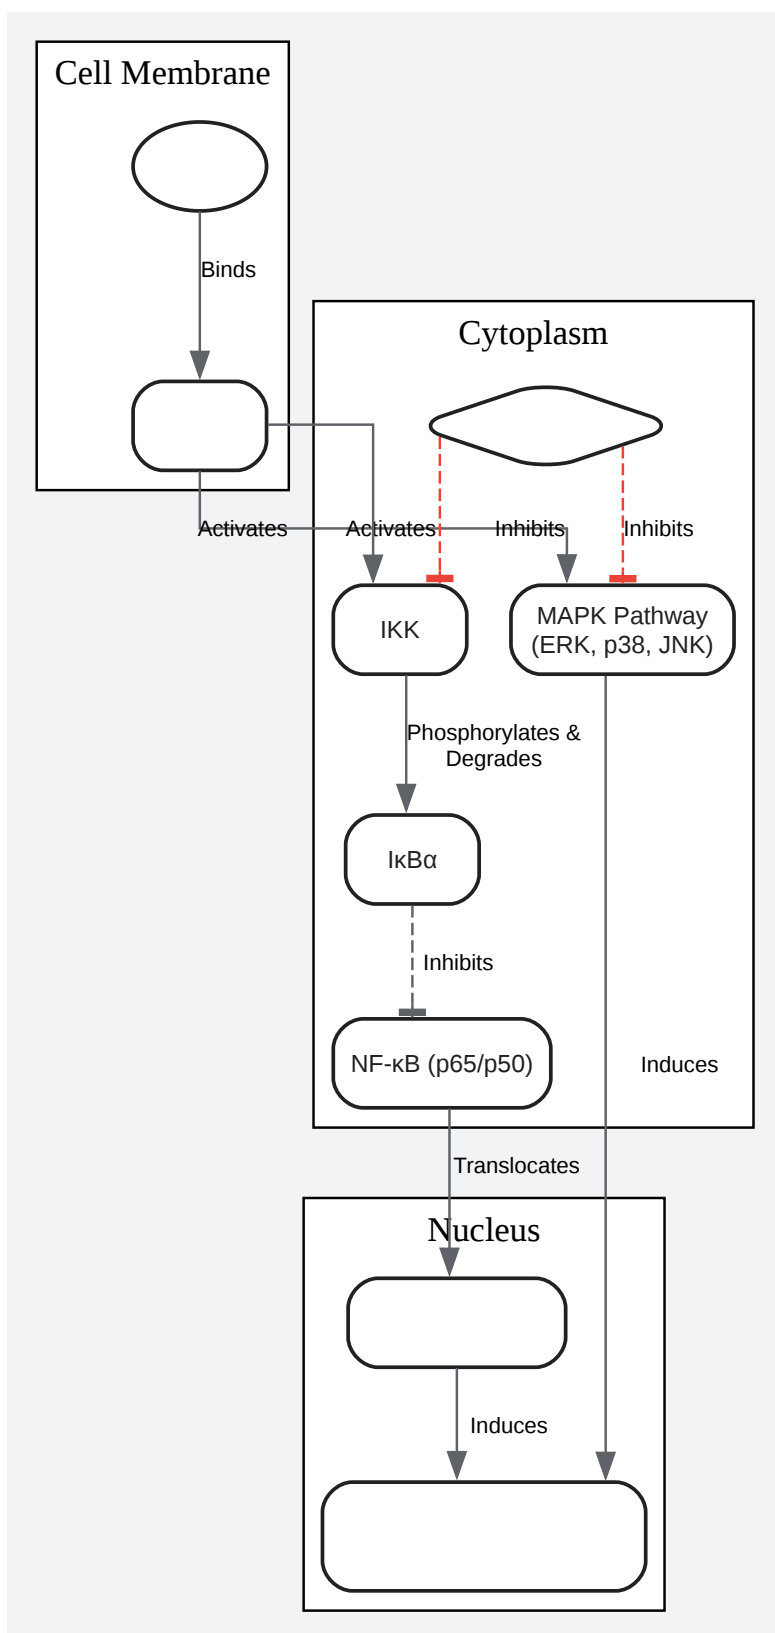 Cell Membrane
Binds
Cytoplasm
Activates
Activates
Inhibits
Inhibits
IKK
MAPK Pathway
(ERK, p38, JNK)
Phosphorylates &
Degrades
IκBα
Inhibits
NF-κB (p65/p50)
Induces
Translocates
Nucleus
Induces